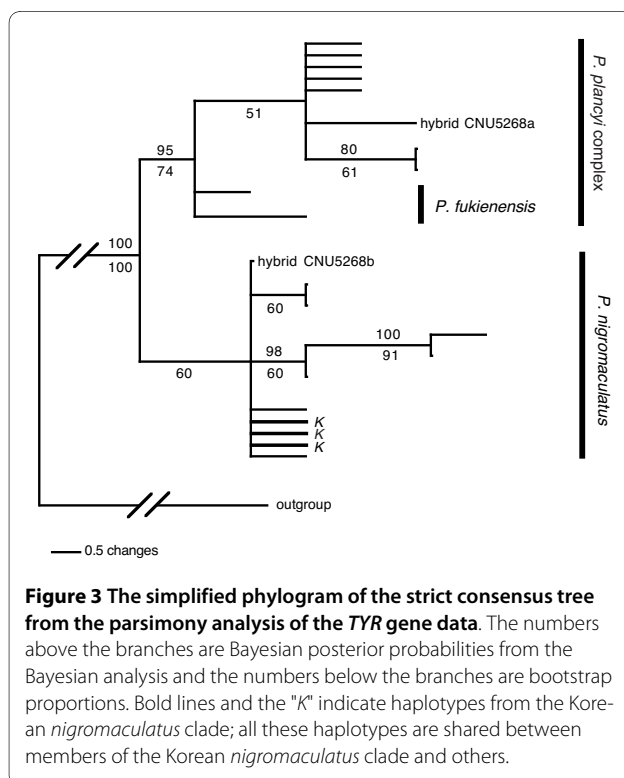 51
hybrid CNU5268a
95
80
74
61
P. fukienensis
P. plancyi complex
100
100
hybrid CNU5268b
60
100
98
91
60
60
K
K
K
P. nigromaculatus
outgroup
0.5 changes
Figure 3 The simplified phylogram of the strict consensus tree
from the parsimony analysis of the TYR gene data. The numbers
above the branches are Bayesian posterior probabilities from the
Bayesian analysis and the numbers below the branches are bootstrap
proportions. Bold lines and the "K" indicate haplotypes from the Kore-
an nigromaculatus clade; all these haplotypes are shared between
members of the Korean nigromaculatus clade and others.